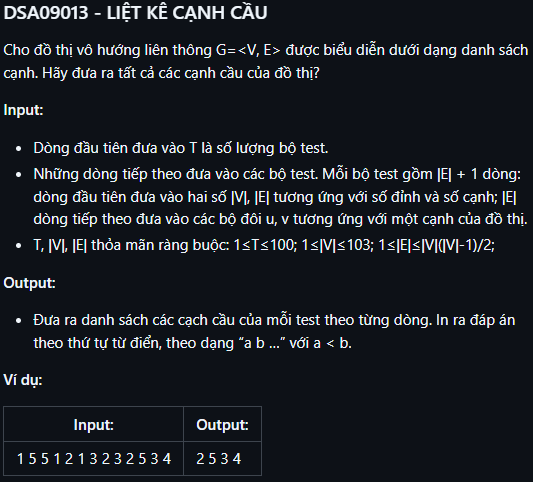 DSA09013 - LIỆT KÊ CẠNH CẦU
Cho đồ thị vô hướng liên thông G=<V, E> được biểu diễn dưới dạng danh sách
cạnh. Hãy đưa ra tất cả các cạnh cầu của đồ thị?
Input:
• Dòng đầu tiên đưa vào T là số lượng bộ test.
• Những dòng tiếp theo đưa vào các bộ test. Mỗi bộ test gồm |E| + 1 dòng:
dòng đầu tiên đưa vào hai số |V|, |E| tương ứng với số đỉnh và số cạnh; |E|
dòng tiếp theo đưa vào các bộ đôi u, v tương ứng với một cạnh của đồ thị.
• T, |V|, |E| thỏa mãn ràng buộc: 1≤T≤100; 1≤|V|≤103; 1≤|E|≤|V|(|V|-1)/2;
Output:
• Đưa ra danh sách các cạch cầu của mỗi test theo từng dòng. In ra đáp án
theo thứ tự từ điển, theo dạng “a b ...” với a < b.
Ví dụ:
Input: Output:
1 5 5 1 2 1 3 2 3 2 5 3 4 2 5 3 4